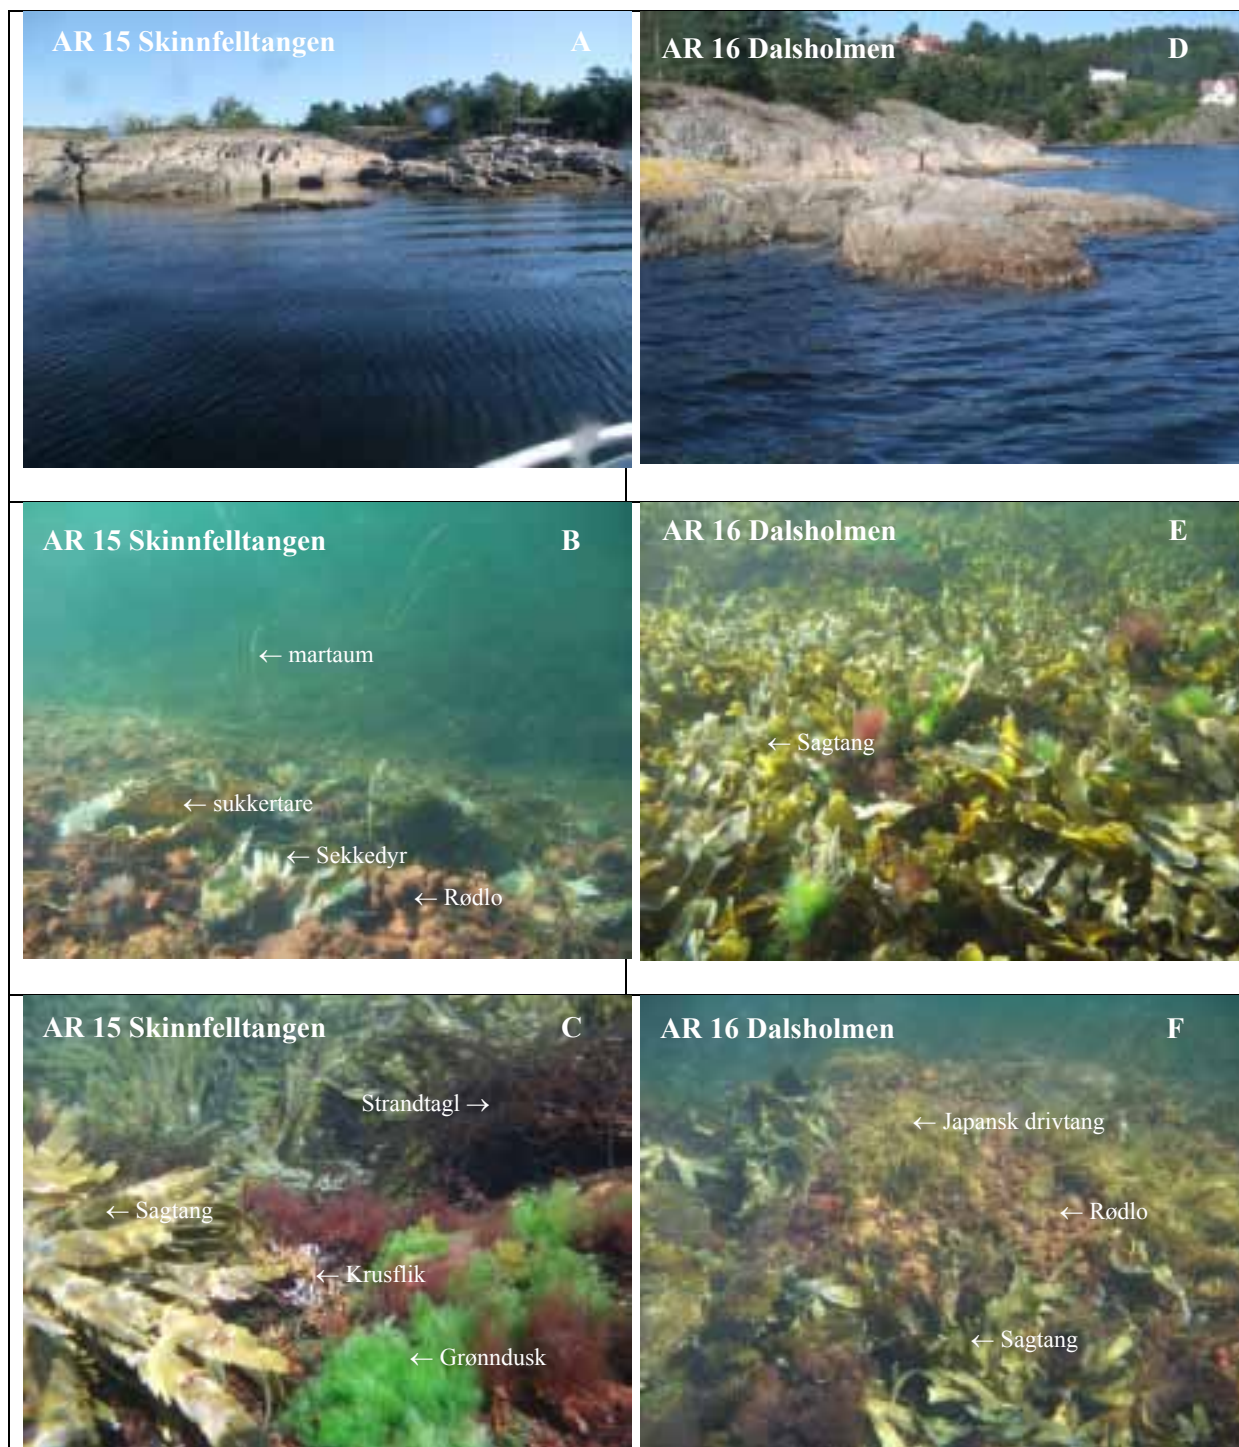 AR 15 Skinnfelltangen A
AR 16 Dalsholmen D
AR 15 Skinnfelltangen B
← martaum
← sukkertare
← Sekkedyr
← Rødlo
AR 16 Dalsholmen E
← Sagtang
AR 15 Skinnfelltangen C
Strandtagl →
← Sagtang
← Krusflik
← Grønndusk
AR 16 Dalsholmen F
← Japansk drivtang
← Rødlo
← Sagtang